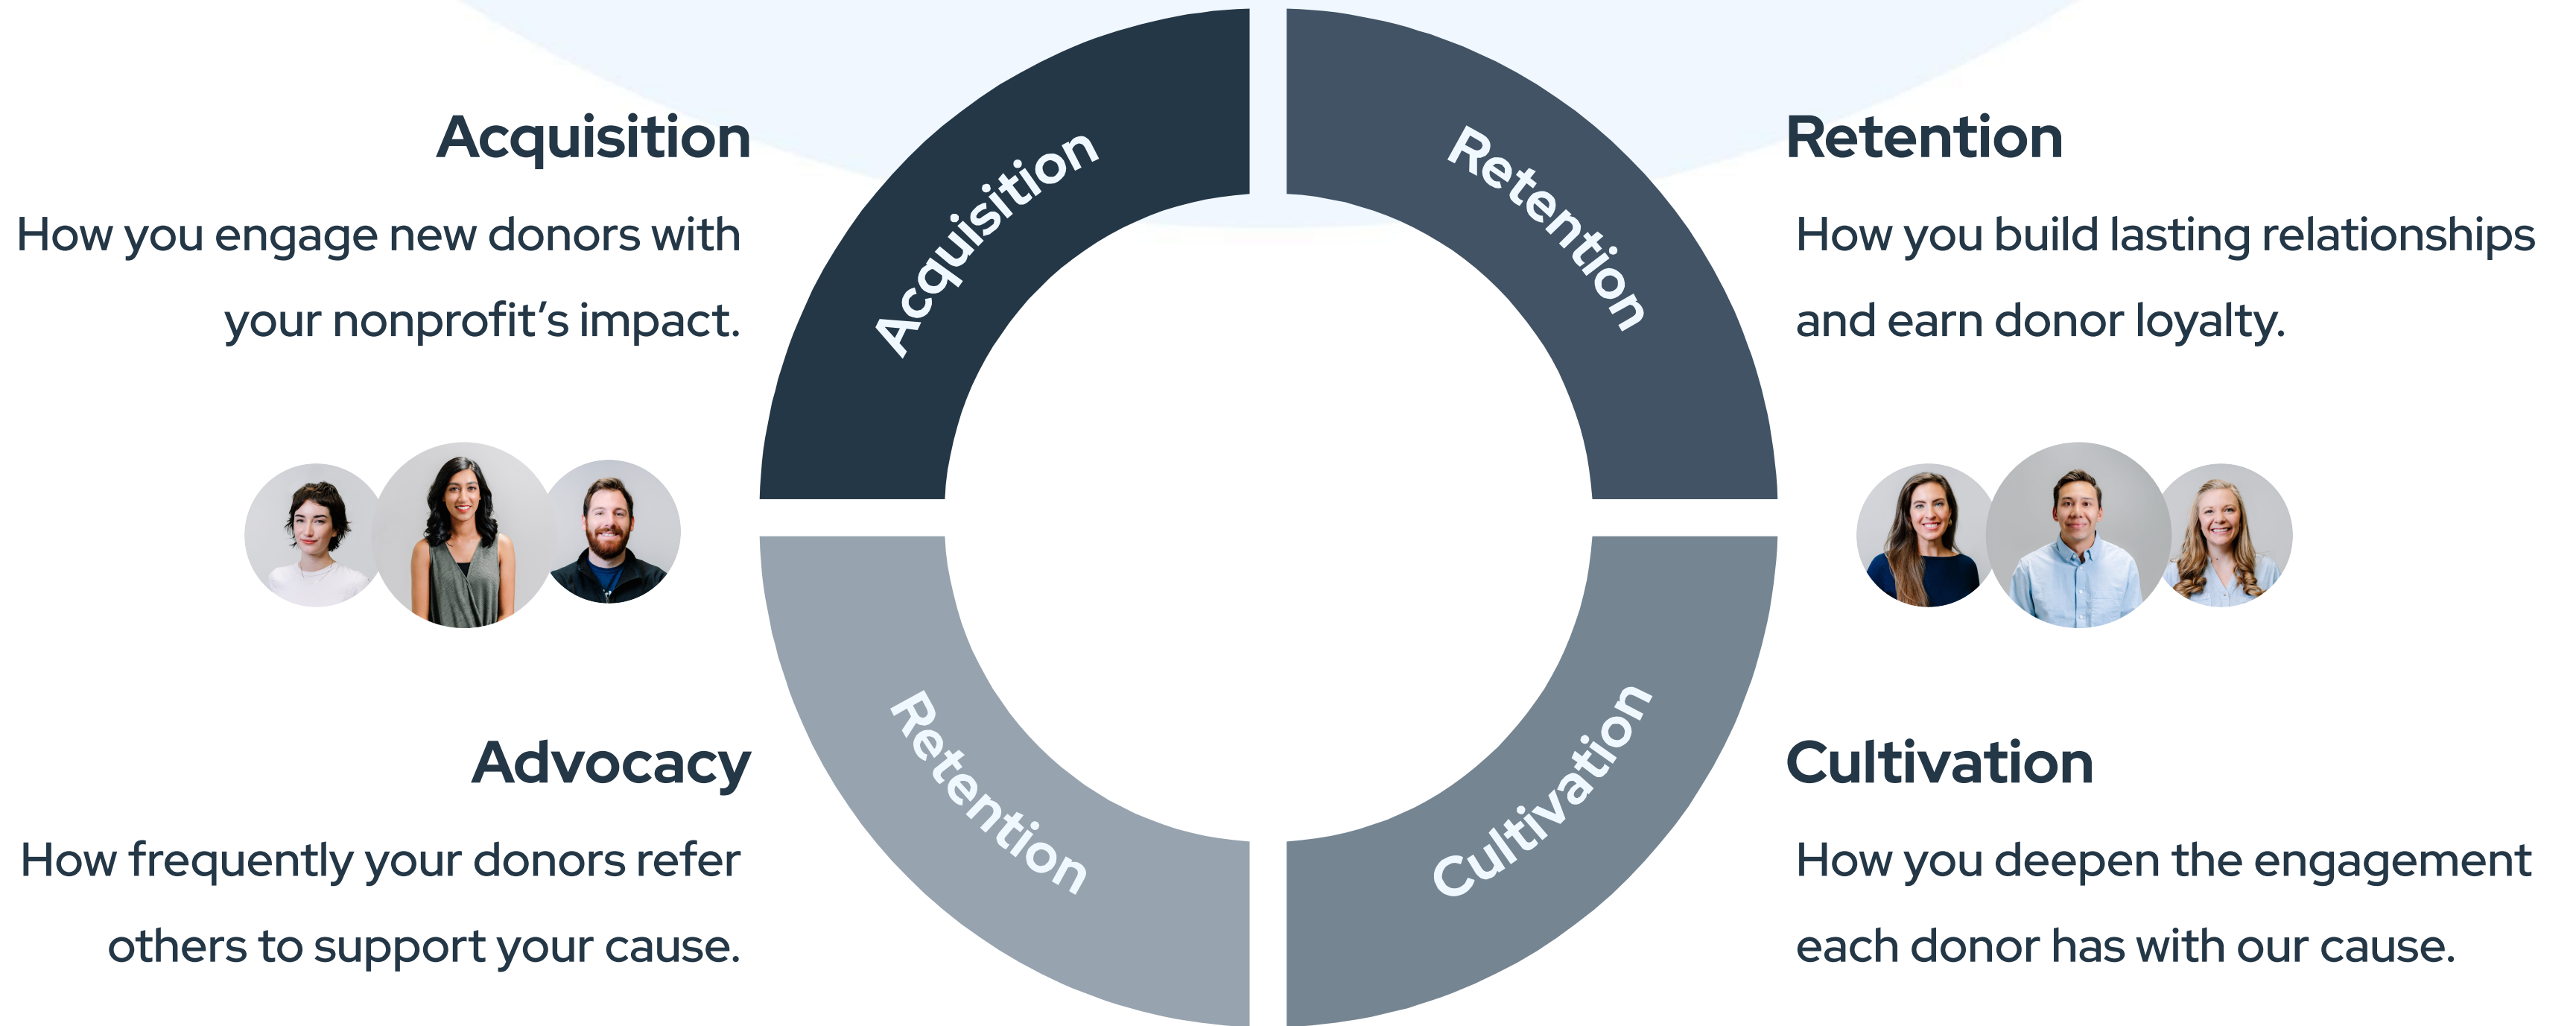 Acquisition
How you engage new donors with
your nonprofit’s impact.
Acquisition
Retention
Retention
How you build lasting relationships
and earn donor loyalty.
Advocacy
How frequently your donors refer
others to support your cause.
Retention
Cultivation
Cultivation
How you deepen the engagement
each donor has with our cause.